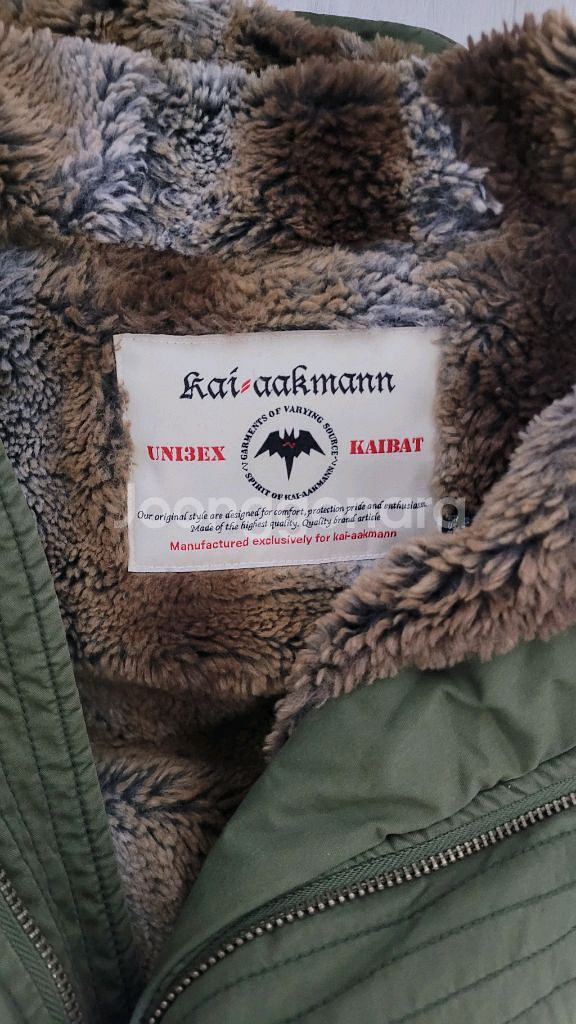 kai-aakmann
UNI3EX
GARMENTS OF VARYING SOURCE
SPIRIT OF KAI-AAKMANN
KAIBAT
Our original style are designed for comfort, protection pride and enthusiasm.
Made of the highest quality. Quality brand article
Manufactured exclusively for kai-aakmann